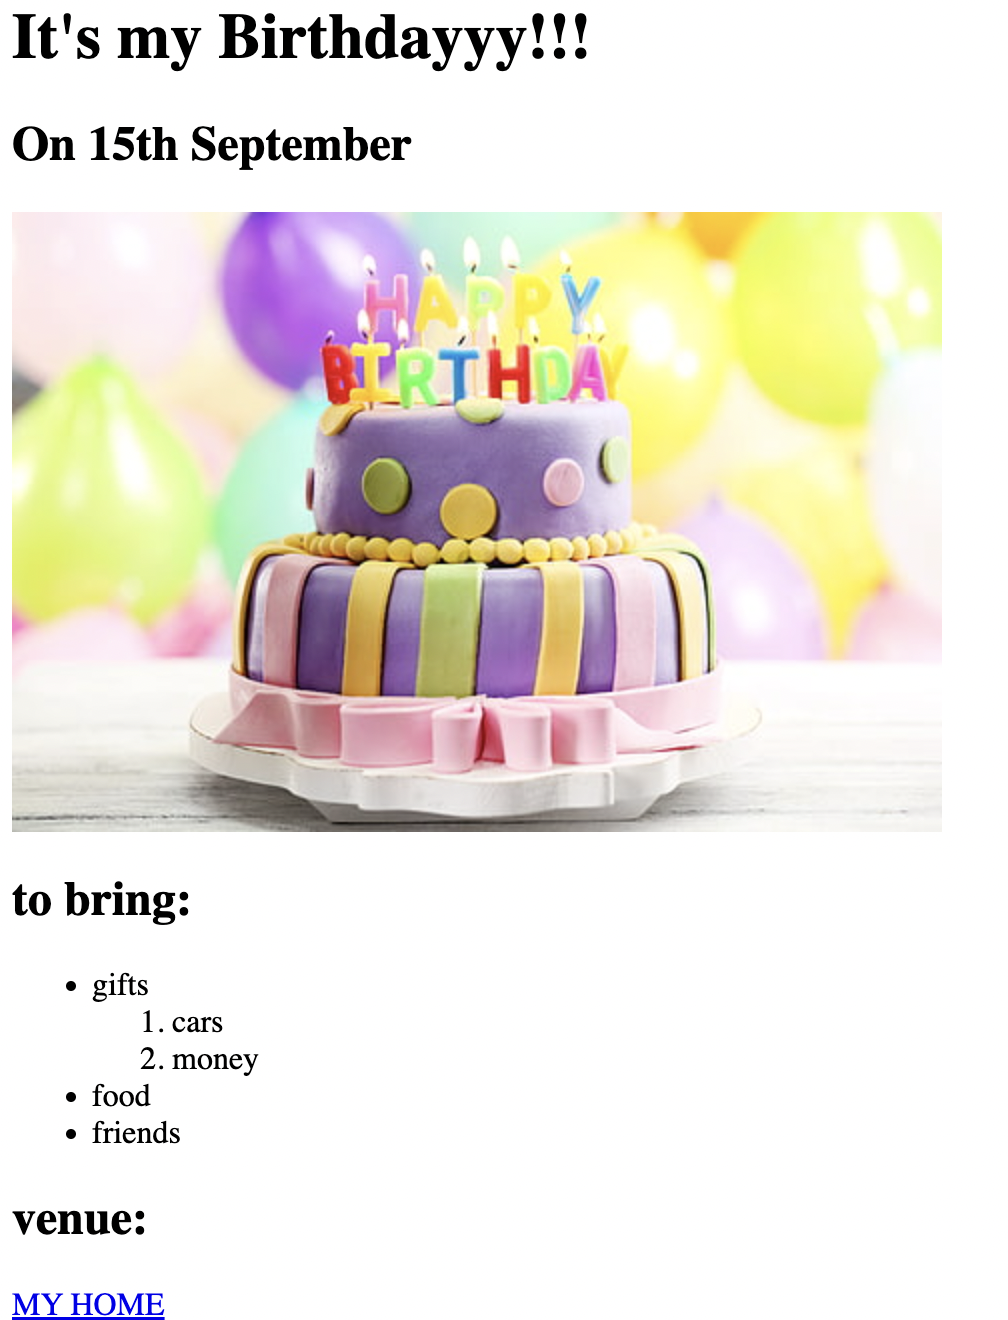 It's my Birthdayyy!!!
On 15th September
HAPPY
BIRTHDAY
to bring:
• gifts
1. cars
2. money
• food
• friends
venue:
MY HOME